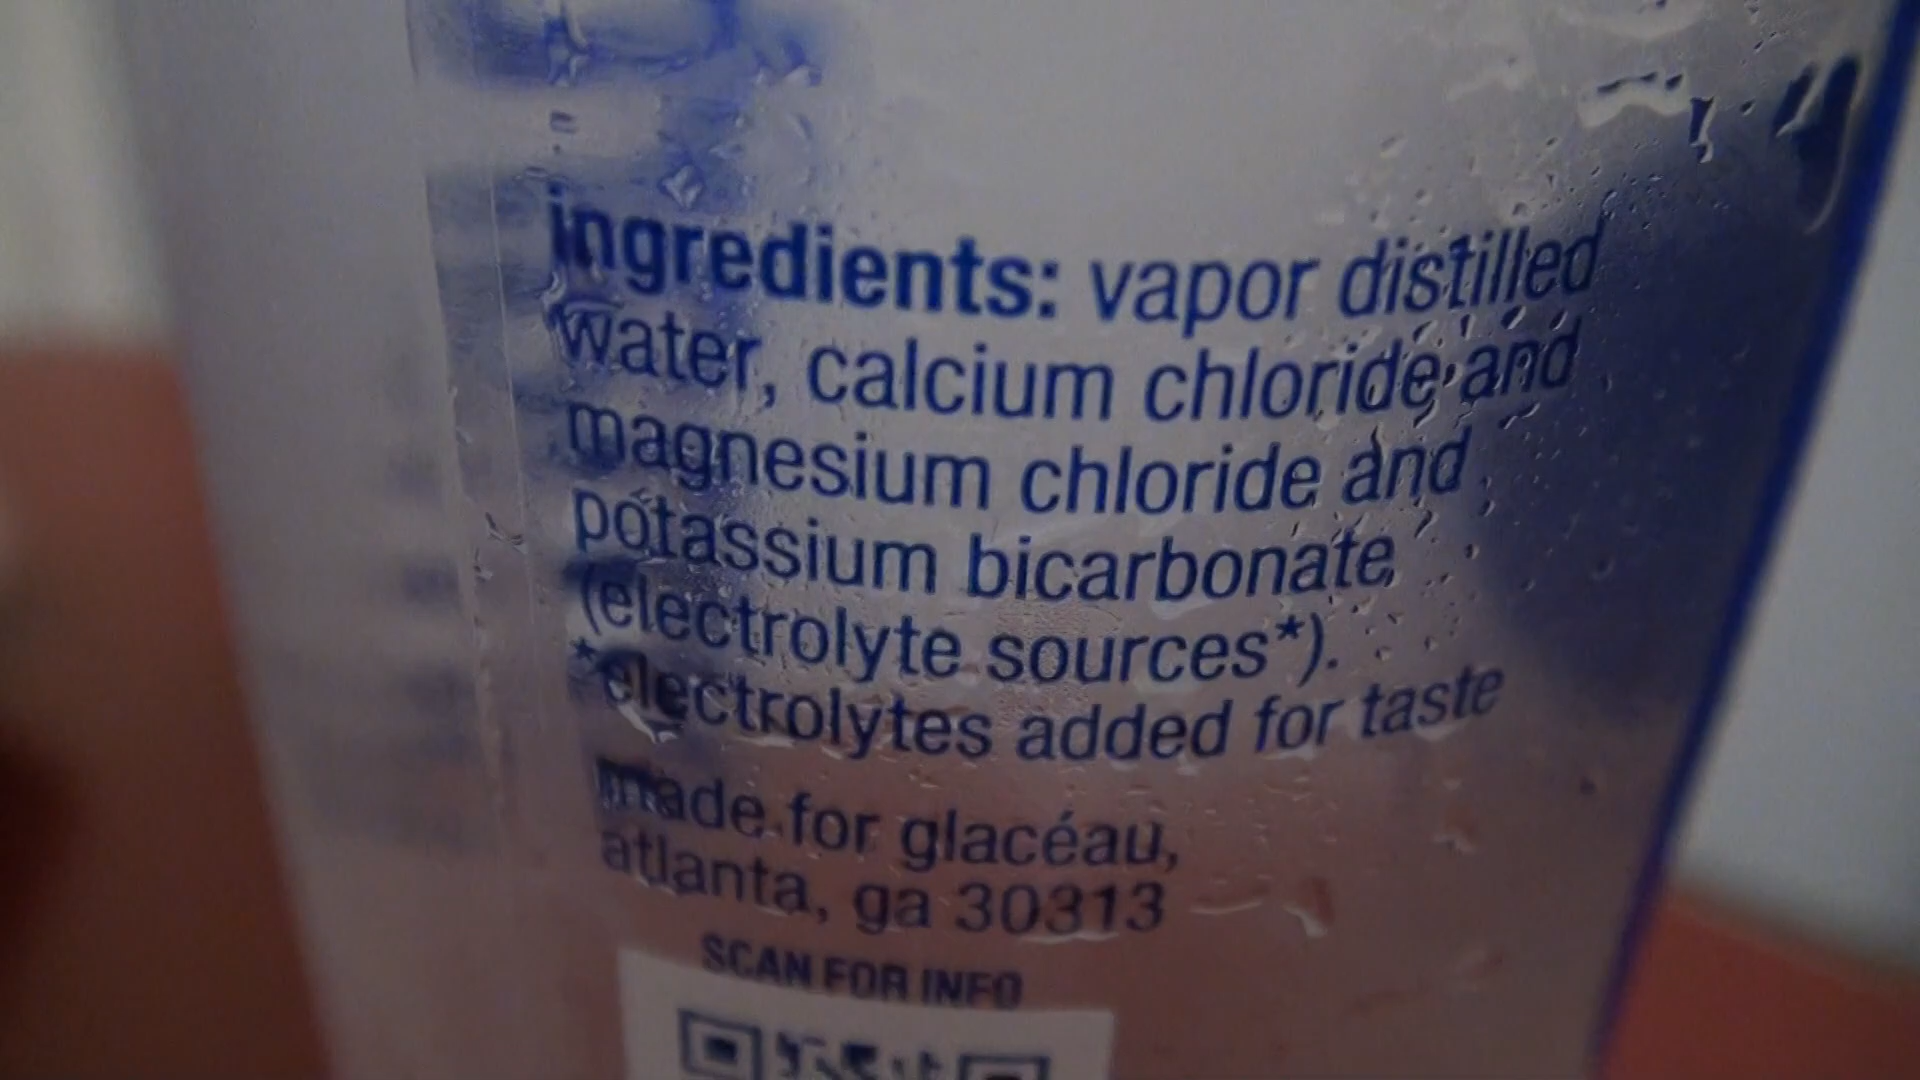 ingredients: vapor distilled
water, calcium chloride and
magnesium chloride and
potassium bicarbonate
(electrolyte sources*).
*electrolytes added for taste
made for glacéau,
atlanta, ga 30313
SCAN FOR INFO